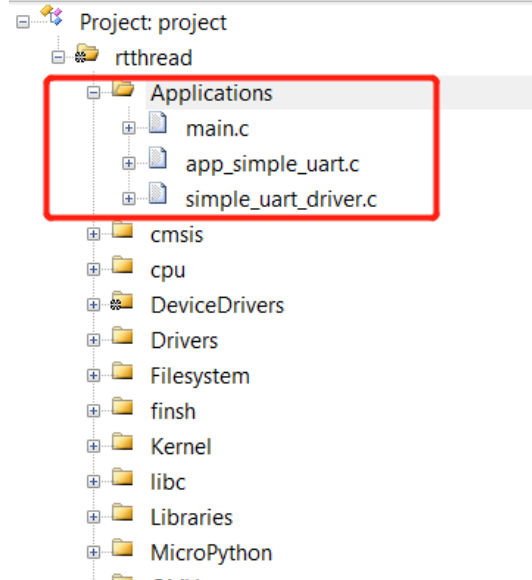 Project: project
rtthread
Applications
main.c
app_simple_uart.c
simple_uart_driver.c
cmsis
cpu
DeviceDrivers
Drivers
Filesystem
finsh
Kernel
libc
Libraries
MicroPython